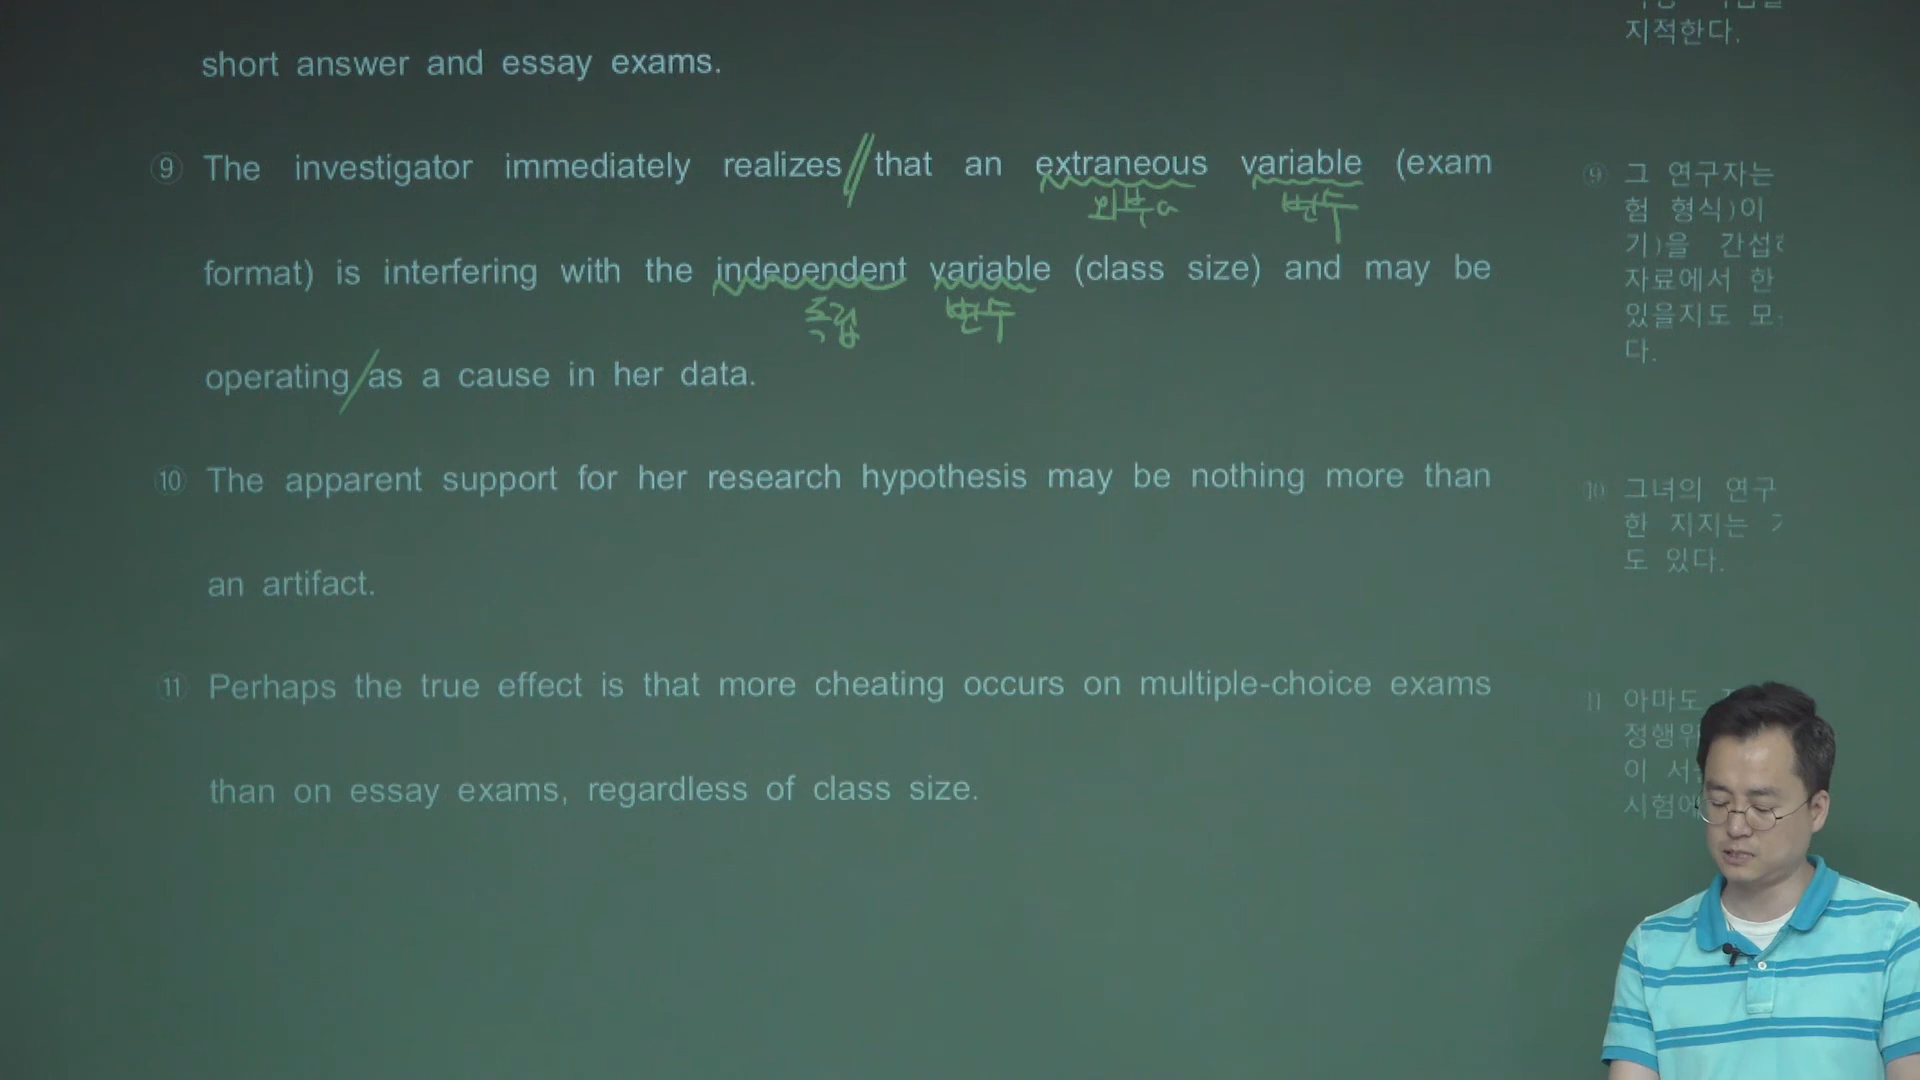 short answer and essay exams.
⑨ The investigator immediately realizes // that an extraneous variable (exam
외부 변수
format) is interfering with the independent variable (class size) and may be
독립 변수
operating / as a cause in her data.
⑩ The apparent support for her research hypothesis may be nothing more than
an artifact.
⑪ Perhaps the true effect is that more cheating occurs on multiple-choice exams
than on essay exams, regardless of class size.
지적한다.
⑨ 그 연구자는
험 형식)이
기)을 간섭
자료에서 한
있을지도 모
다.
⑩ 그녀의 연구
한 지지는
도 있다.
⑪ 아마도
정행위
이 서
시험에